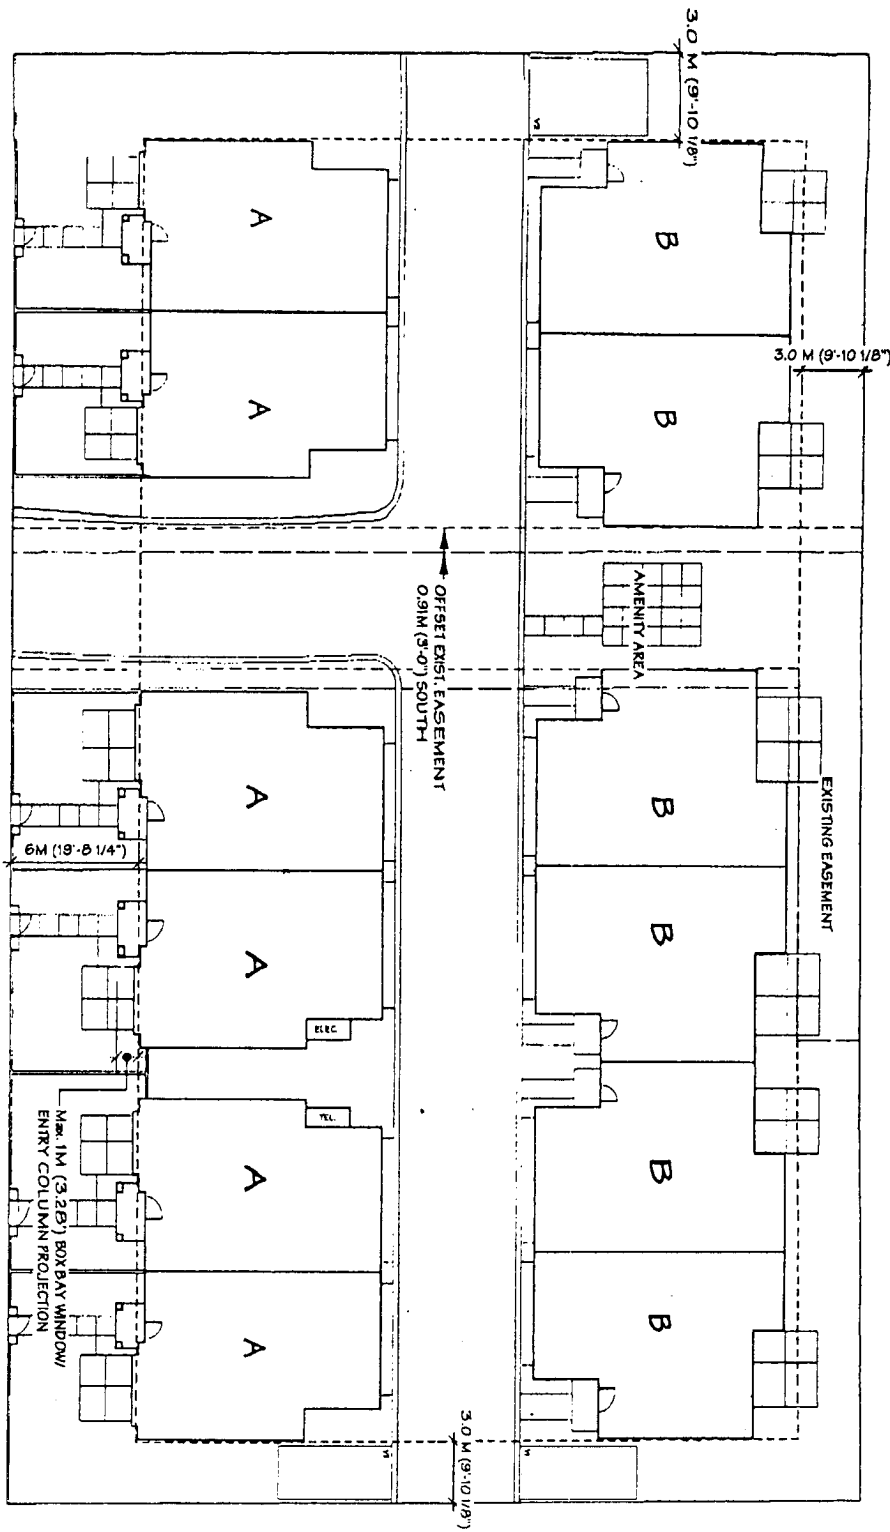 3.0 M (9'-10 1/8")
A
B
A
B
3.0 M (9'-10 1/8")
OFFSET EXIST. EASEMENT
0.91M (3'-0") SOUTH
AMENITY AREA
EXISTING EASEMENT
A
B
6M (19'-8 1/4")
A
B
ELEC.
TEL.
Max. 1M (3.28') BOX BAY WINDOW/
ENTRY COLUMN PROJECTION
A
B
A
B
3.0 M (9'-10 1/8")